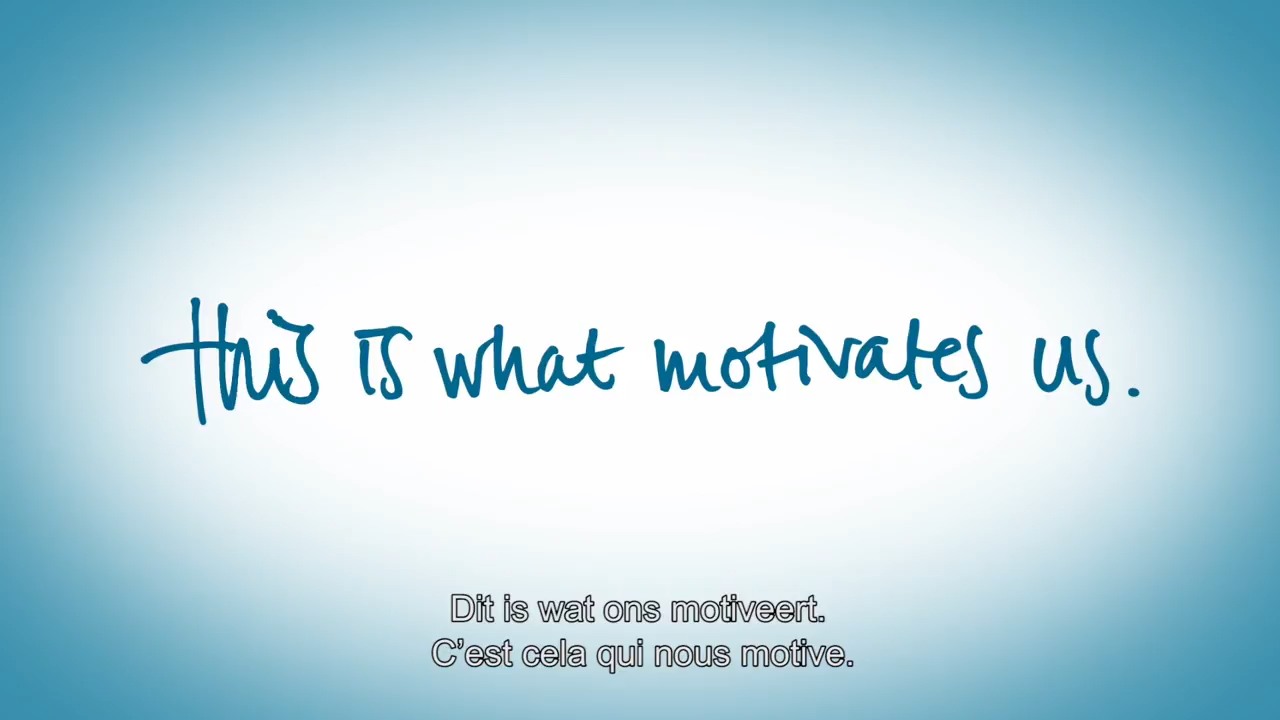 this is what motivates us.
Dit is wat ons motiveert.
C'est cela qui nous motive.